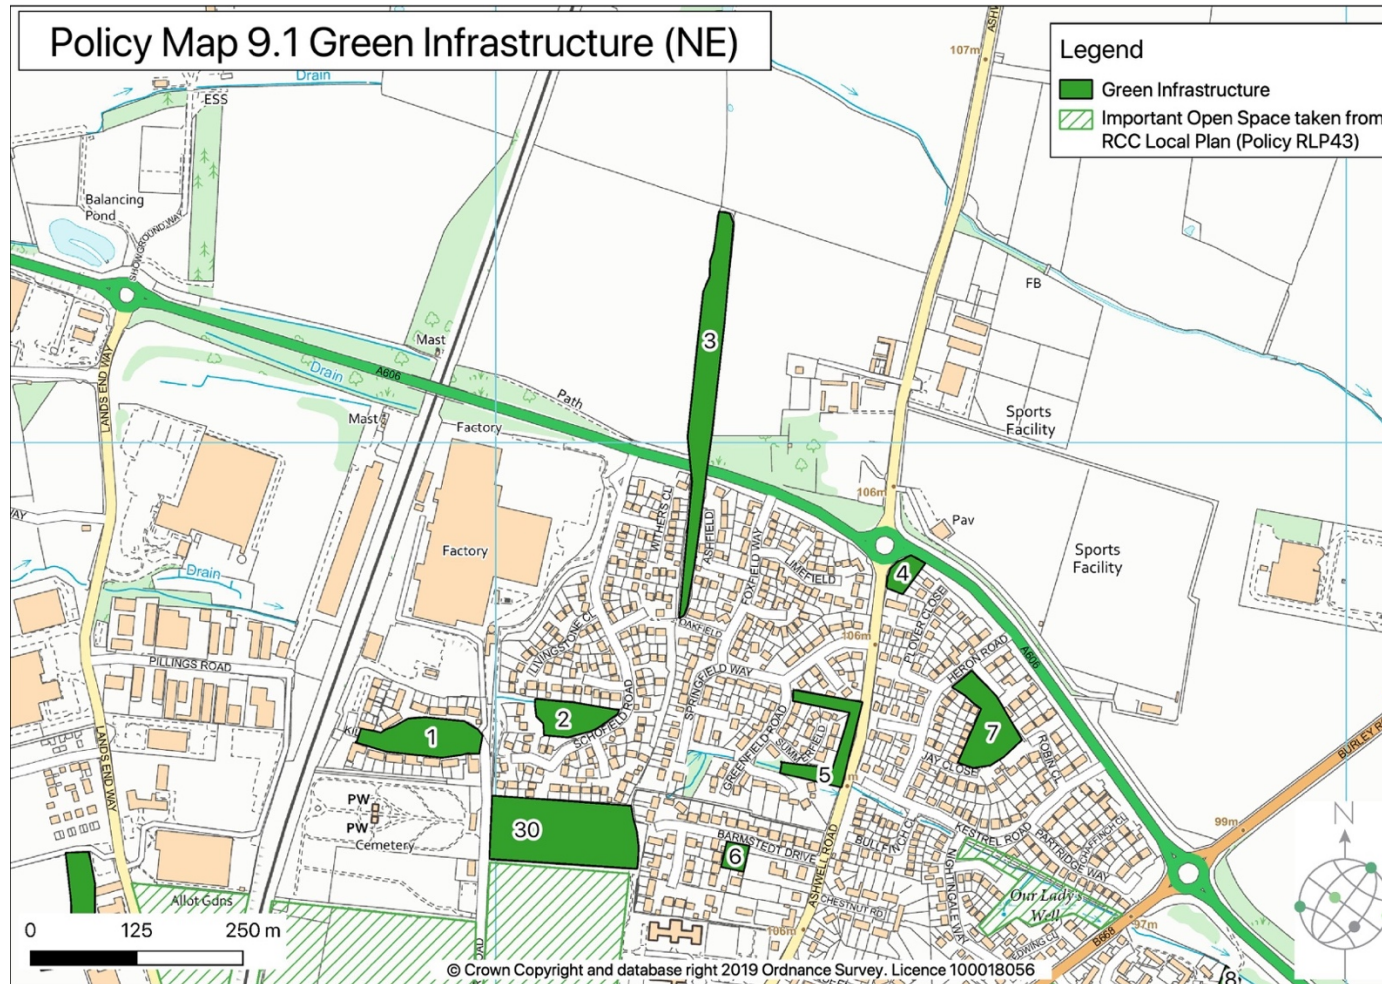 Policy Map 9.1 Green Infrastructure (NE)
Legend
Green Infrastructure
Important Open Space taken from
RCC Local Plan (Policy RLP43)
Drain
ESS
107m
Balancing
Pond
SHOWGROUND WAY
FB
3
Mast
Drain
A606
Path
LANDS END WAY
Mast
Factory
Sports
Facility
106m
Pav
WITHERS CL
ASHFIELD
Factory
FOXFIELD WAY
LIMEFIELD
Sports
Facility
4
Drain
PLOVER CLOSE
LIVINGSTONE CL
OAKFIELD
106m
A606
PILLINGS ROAD
HERON ROAD
SPRINGFIELD WAY
SCHOFIELD ROAD
1
2
7
GREENFIELD ROAD
SUMMERFIELD
ROBIN CL
BURLEY R
LANDS END WAY
JAY CLOSE
5
m
PW
PW
Cemetery
30
BARMSTEDT DRIVE
6
ASHWELL ROAD
BULLFINCH CL
KESTREL ROAD
PARTRIDGE WAY
CHAFFINCH CL
99m
N
NIGHTINGALE WAY
Our Lady's
Well
Allot Gdns
CHESTNUT RD
97m
B668
106m
0 125 250 m
© Crown Copyright and database right 2019 Ordnance Survey. Licence 100018056